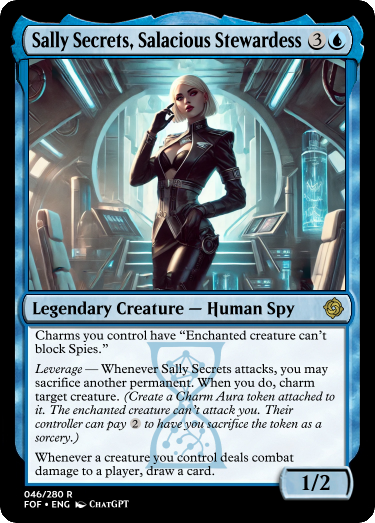 Sally Secrets, Salacious Stewardess 3
Legendary Creature — Human Spy
Charms you control have “Enchanted creature can’t
block Spies.”
Leverage — Whenever Sally Secrets attacks, you may
sacrifice another permanent. When you do, charm
target creature. (Create a Charm Aura token attached to
it. The enchanted creature can’t attack you. Their
controller can pay 2 to have you sacrifice the token as a
sorcery.)
Whenever a creature you control deals combat
damage to a player, draw a card.
1/2
046/280 R
FOF • ENG ChatGPT